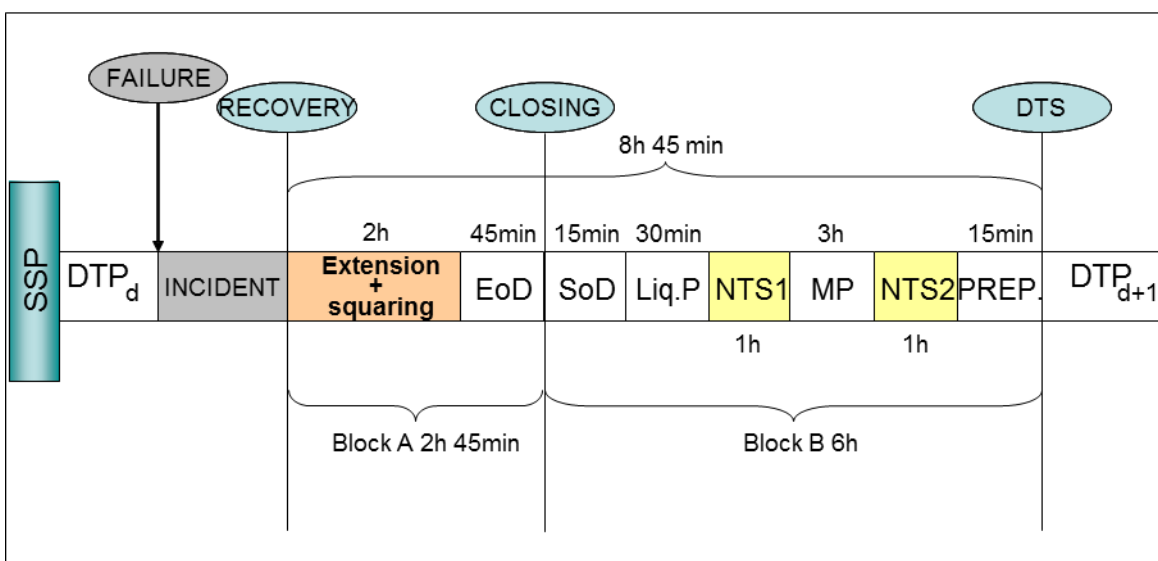 FAILURE
RECOVERY
CLOSING
DTS
8h 45 min
2h
45min
15min
30min
3h
15min
SSP
DTPd
INCIDENT
Extension
+
squaring
EoD
SoD
Liq.P
NTS1
MP
NTS2
PREP.
DTPd+1
1h
1h
Block A 2h 45min
Block B 6h